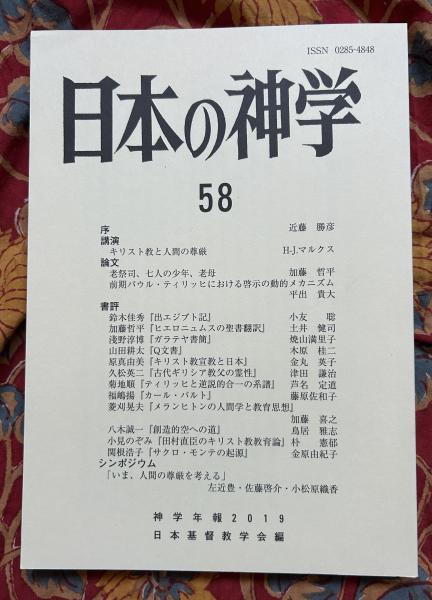 ISSN 0285-4848
日本の神学
58
序 近藤 勝彦
講演
キリスト教と人間の尊厳 H-J.マルクス
論文
老祭司、七人の少年、老母 加藤 哲平
前期パウル・ティリッヒにおける啓示の動的メカニズム
平出 貴大
書評
鈴木佳秀『出エジプト記』 小友 聡
加藤哲平『ヒエロニュムスの聖書翻訳』 土井 健司
浅野淳博『ガラテヤ書簡』 焼山満里子
山田耕太『Q文書』 木原 桂二
原真由美『キリスト教宣教と日本』 金丸 英子
久松英二『古代ギリシア教父の霊性』 津田 謙治
菊地順『ティリッヒと逆説的合一の系譜』 芦名 定道
福嶋揚『カール・バルト』 藤原佐和子
菱刈晃夫『メランヒトンの人間学と教育思想』
加藤 喜之
八木誠一『創造的空への道』 鳥居 雅志
小見のぞみ『田村直臣のキリスト教教育論』 朴 憲郁
関根浩子『サクロ・モンテの起源』 金原由紀子
シンポジウム
「いま、人間の尊厳を考える」
左近豊・佐藤啓介・小松原織香
神学年報2019
日本基督教学会編